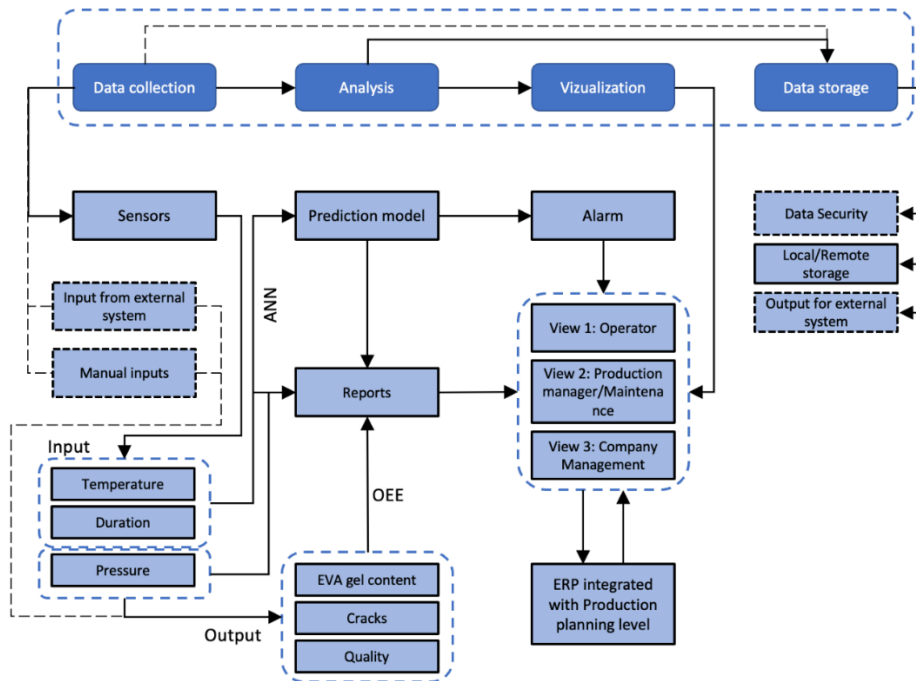 Data collection
Analysis
Vizualization
Data storage
Sensors
Prediction model
Alarm
Data Security
Local/Remote
storage
Output for external
system
Input from external
system
Manual inputs
ANN
View 1: Operator
View 2: Production
manager/Maintena
nce
View 3: Company
Management
Reports
Input
Temperature
Duration
Pressure
OEE
Output
EVA gel content
Cracks
Quality
ERP integrated
with Production
planning level